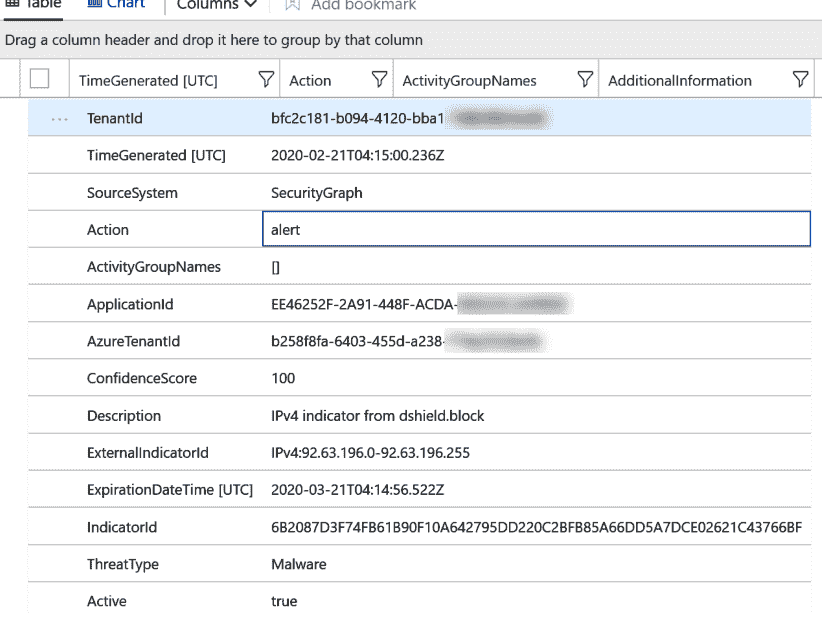 Table Chart Columns Add bookmark
Drag a column header and drop it here to group by that column
TimeGenerated [UTC] Action ActivityGroupNames AdditionalInformation
... TenantId bfc2c181-b094-4120-bba1
TimeGenerated [UTC] 2020-02-21T04:15:00.236Z
SourceSystem SecurityGraph
Action alert
ActivityGroupNames []
ApplicationId EE46252F-2A91-448F-ACDA-
AzureTenantId b258f8fa-6403-455d-a238-
ConfidenceScore 100
Description IPv4 indicator from dshield.block
ExternalIndicatorId IPv4:92.63.196.0-92.63.196.255
ExpirationDateTime [UTC] 2020-03-21T04:14:56.522Z
IndicatorId 6B2087D3F74FB61B90F10A642795DD220C2BFB85A66DD5A7DCE02621C43766BF
ThreatType Malware
Active true